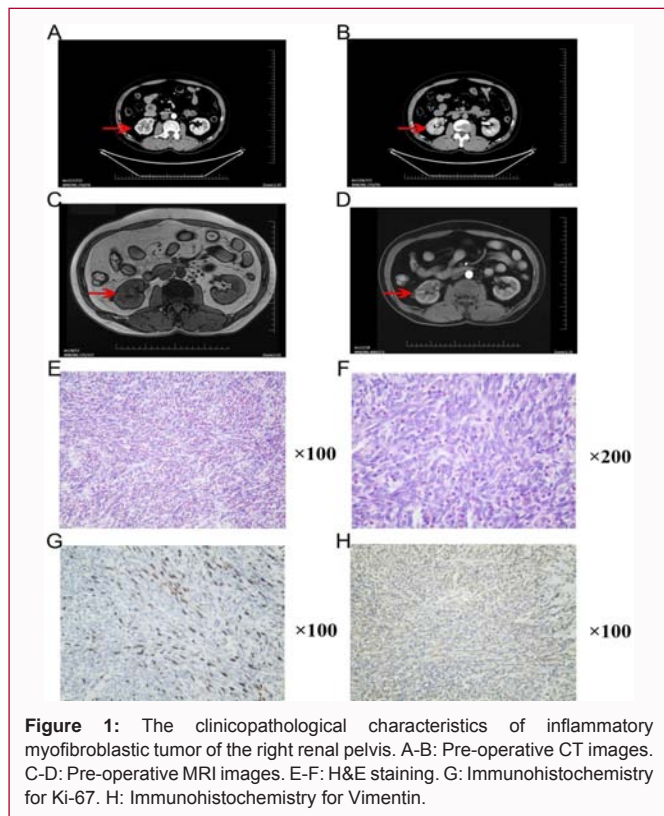 A
B
C
D
E
F
×100
×200
G
H
×100
×100
Figure 1: The clinicopathological characteristics of inflammatory
myofibroblastic tumor of the right renal pelvis. A-B: Pre-operative CT images.
C-D: Pre-operative MRI images. E-F: H&E staining. G: Immunohistochemistry
for Ki-67. H: Immunohistochemistry for Vimentin.